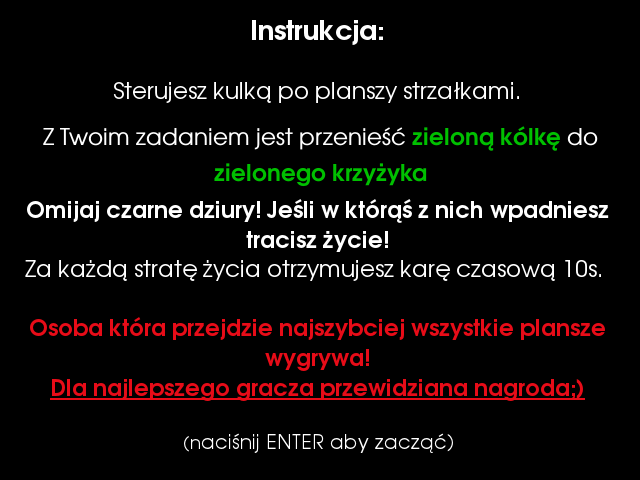 Instrukcja:
Sterujesz kulką po planszy strzałkami.
Z Twoim zadaniem jest przenieść zieloną kólkę do
zielonego krzyżyka
Omijaj czarne dziury! Jeśli w którąś z nich wpadniesz
tracisz życie!
Za każdą stratę życia otrzymujesz karę czasową 10s.
Osoba która przejdzie najszybciej wszystkie plansze
wygrywa!
Dla najlepszego gracza przewidziana nagroda;)
(naciśnij ENTER aby zacząć)